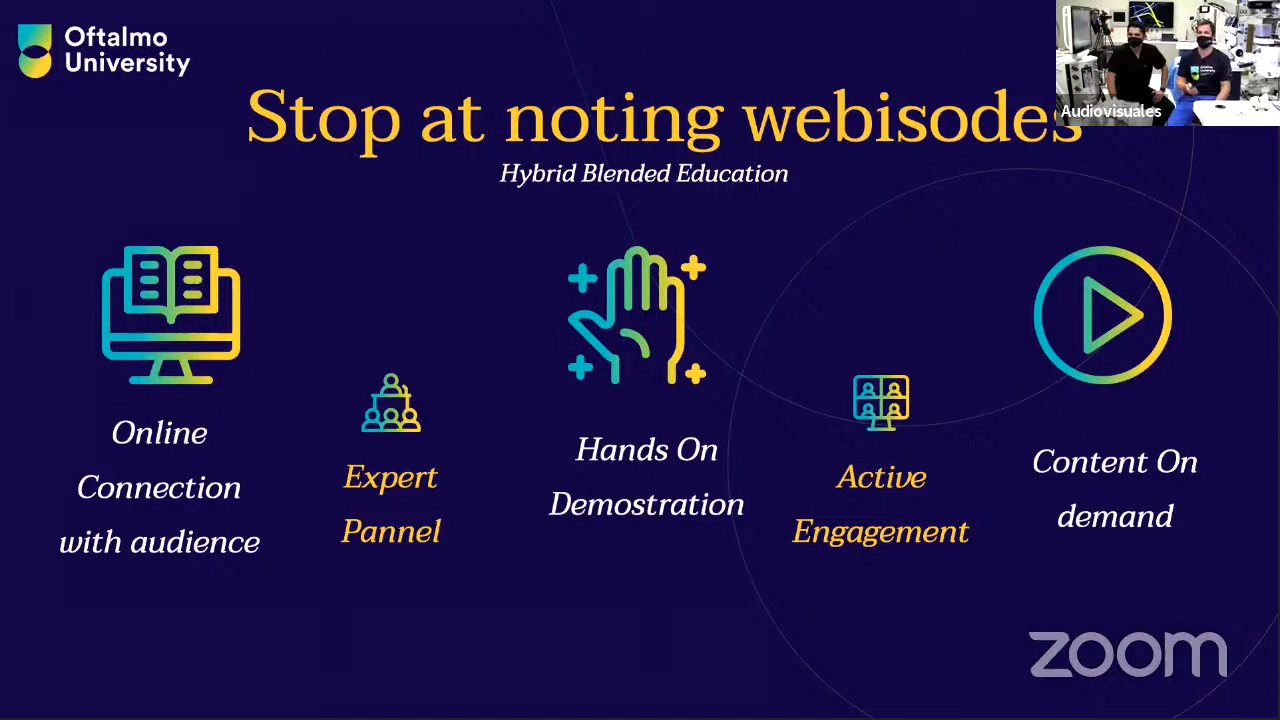 Oftalmo
University
Stop at noting webisodes
Hybrid Blended Education
Audiovisuales
Online
Connection
with audience
Expert
Pannel
Hands On
Demostration
Active
Engagement
Content On
demand
zoom